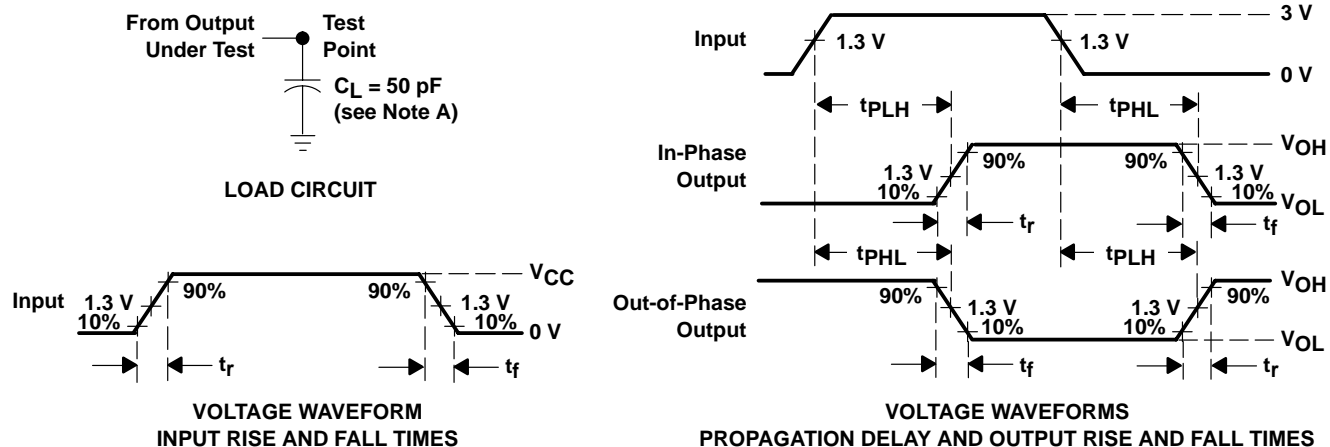 From Output
Under Test
Test
Point
CL = 50 pF
(see Note A)
LOAD CIRCUIT
Input
1.3 V
10%
90%
90%
1.3 V
10%
VCC
0 V
tr
tf
VOLTAGE WAVEFORM
INPUT RISE AND FALL TIMES
Input
1.3 V
1.3 V
3 V
0 V
tPLH
tPHL
In-Phase
Output
90%
90%
1.3 V
10%
1.3 V
10%
VOH
VOL
tr
tf
tPHL
tPLH
Out-of-Phase
Output
90%
1.3 V
10%
1.3 V
10%
90%
VOH
VOL
tf
tr
VOLTAGE WAVEFORMS
PROPAGATION DELAY AND OUTPUT RISE AND FALL TIMES